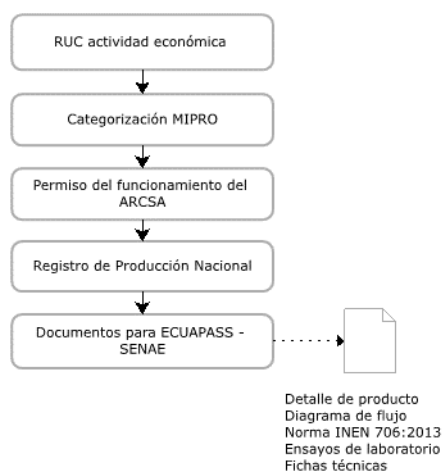 RUC actividad económica
Categorización MIPRO
Permiso del funcionamiento del
ARCSA
Registro de Producción Nacional
Documentos para ECUAPASS -
SENAE
Detalle de producto
Diagrama de flujo
Norma INEN 706:2013
Ensayos de laboratorio
Fichas técnicas